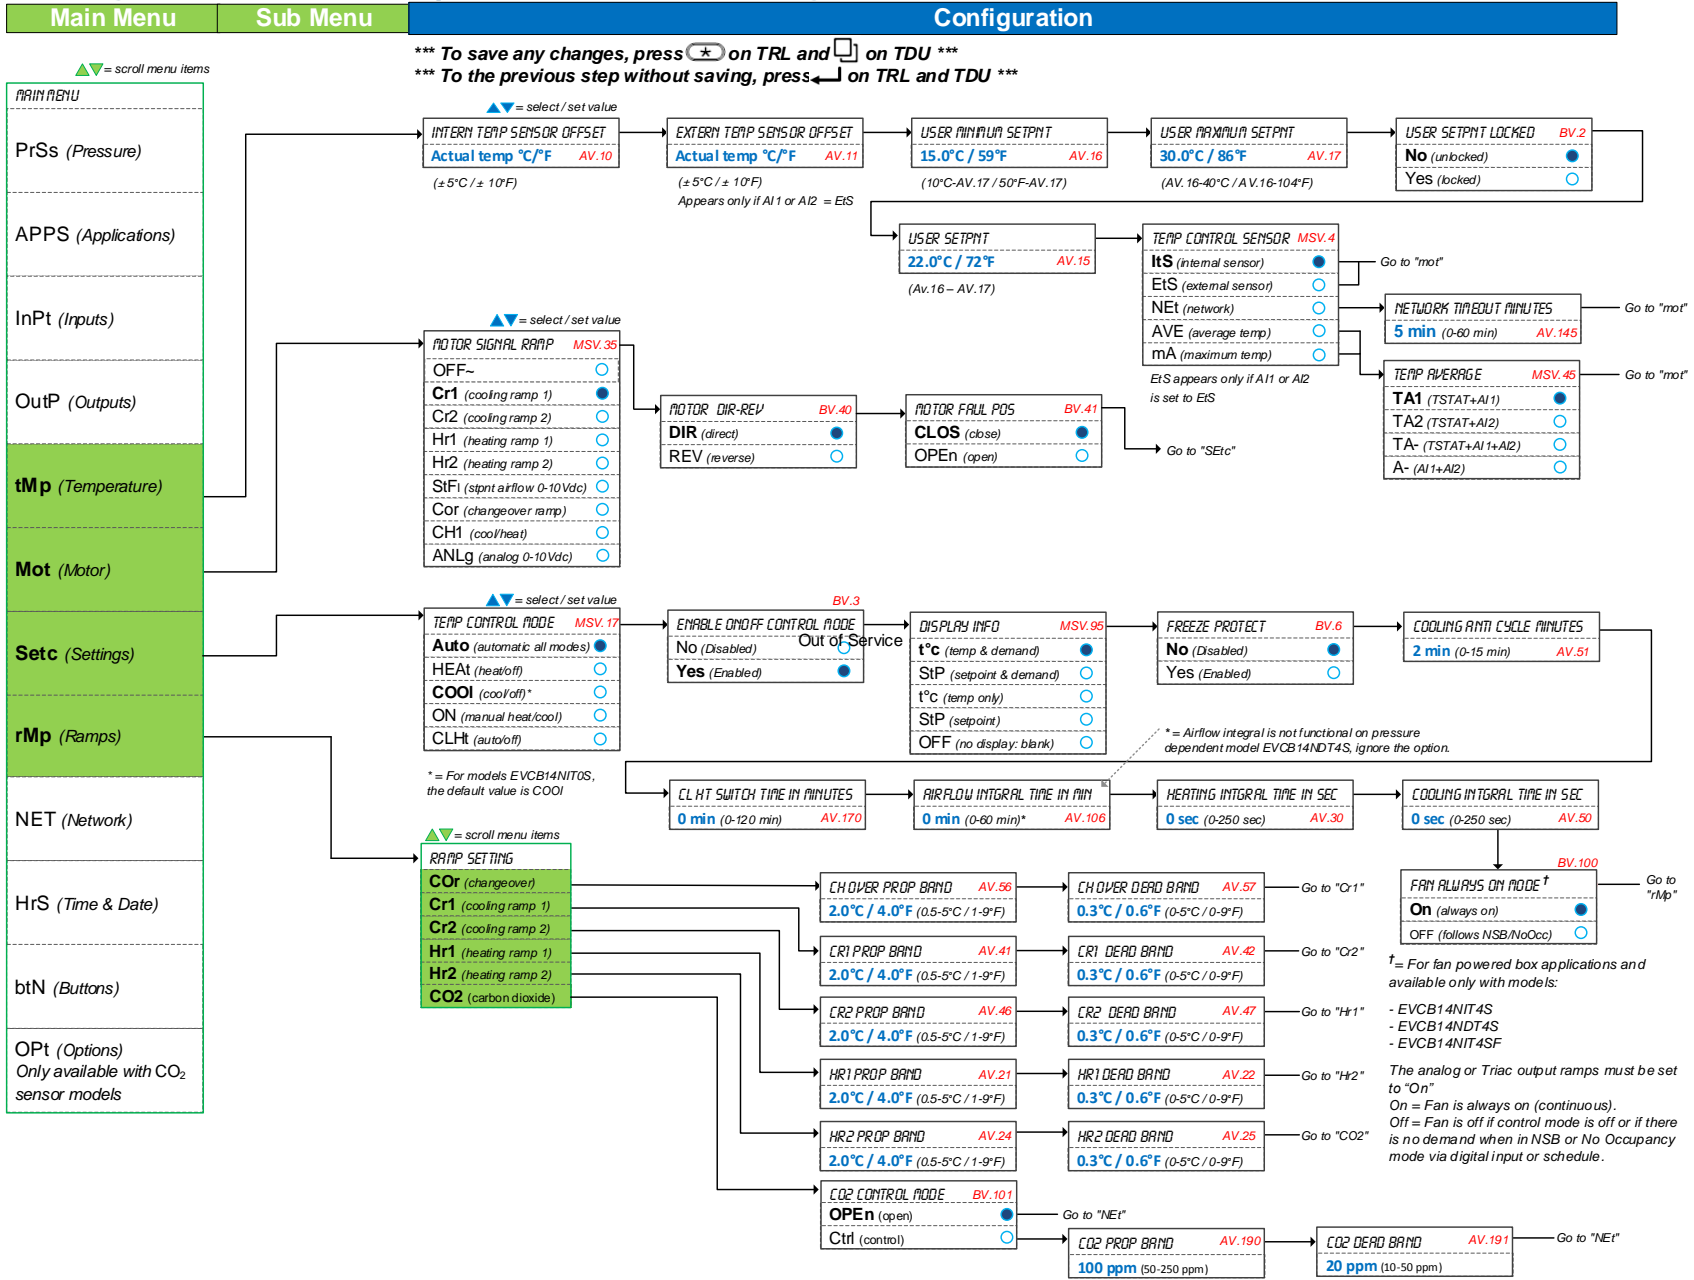 Main Menu
Sub Menu
Configuration
*** To save any changes, press on TRL and on TDU ***
*** To the previous step without saving, press on TRL and TDU ***
= scroll menu items
MAIN MENU
PrSs (Pressure)
APPS (Applications)
InPt (Inputs)
OutP (Outputs)
tMp (Temperature)
Mot (Motor)
Setc (Settings)
rMp (Ramps)
NET (Network)
HrS (Time & Date)
btN (Buttons)
OPt (Options)
Only available with CO2
sensor models
= select / set value
INTERN TEMP SENSOR OFFSET
Actual temp °C/°F AV.10
(± 5°C / ± 10°F)
EXTERN TEMP SENSOR OFFSET
Actual temp °C/°F AV.11
(± 5°C / ± 10°F)
Appears only if AI1 or AI2 = EtS
USER MINIMUM SETPNT
15.0°C / 59°F AV.16
(10°C-AV.17 / 50°F-AV.17)
USER MAXIMUM SETPNT
30.0°C / 86°F AV.17
(AV.16-40°C / AV.16-104°F)
USER SETPNT LOCKED BV.2
No (unlocked)
Yes (locked)
USER SETPNT
22.0°C / 72°F AV.15
(Av.16 – AV.17)
TEMP CONTROL SENSOR MSV.4
ItS (internal sensor)
EtS (external sensor)
NEt (network)
AVE (average temp)
mA (maximum temp)
EtS appears only if AI1 or AI2
is set to EtS
Go to "mot"
NETWORK TIMEOUT MINUTES
5 min (0-60 min) AV.145
Go to "mot"
TEMP AVERAGE MSV.45
TA1 (TSTAT+AI1)
TA2 (TSTAT+AI2)
TA- (TSTAT+AI1+AI2)
A- (AI1+AI2)
Go to "mot"
= select / set value
MOTOR SIGNAL RAMP MSV.35
OFF~
Cr1 (cooling ramp 1)
Cr2 (cooling ramp 2)
Hr1 (heating ramp 1)
Hr2 (heating ramp 2)
StFl (stpnt airflow 0-10Vdc)
Cor (changeover ramp)
CH1 (cool/heat)
ANLg (analog 0-10Vdc)
MOTOR DIR-REV BV.40
DIR (direct)
REV (reverse)
MOTOR FAUL POS BV.41
CLOS (close)
OPEn (open)
Go to "SEtc"
= select / set value
TEMP CONTROL MODE MSV.17
Auto (automatic all modes)
HEAt (heat/off)
COOl (cool/off)*
ON (manual heat/cool)
CLHt (auto/off)
* = For models EVCB14NIT0S,
the default value is COOl
BV.3
ENABLE ONOFF CONTROL MODE
Out of Service
No (Disabled)
Yes (Enabled)
DISPLAY INFO MSV.95
t°c (temp & demand)
StP (setpoint & demand)
t°c (temp only)
StP (setpoint)
OFF (no display: blank)
FREEZE PROTECT BV.6
No (Disabled)
Yes (Enabled)
COOLING ANTI CYCLE MINUTES
2 min (0-15 min) AV.51
* = Airflow integral is not functional on pressure
dependent model EVCB14NDT4S, ignore the option.
CL HT SWITCH TIME IN MINUTES
0 min (0-120 min) AV.170
AIRFLOW INTGRAL TIME IN MIN
0 min (0-60 min)* AV.106
HEATING INTGRAL TIME IN SEC
0 sec (0-250 sec) AV.30
COOLING INTGRAL TIME IN SEC
0 sec (0-250 sec) AV.50
BV.100
FAN ALWAYS ON MODE †
On (always on)
OFF (follows NSB/NoOcc)
Go to
"rMp"
† = For fan powered box applications and
available only with models:
- EVCB14NIT4S
- EVCB14NDT4S
- EVCB14NIT4SF
The analog or Triac output ramps must be set
to “On”
On = Fan is always on (continuous).
Off = Fan is off if control mode is off or if there
is no demand when in NSB or No Occupancy
mode via digital input or schedule.
= scroll menu items
RAMP SETTING
COr (changeover)
Cr1 (cooling ramp 1)
Cr2 (cooling ramp 2)
Hr1 (heating ramp 1)
Hr2 (heating ramp 2)
CO2 (carbon dioxide)
CH OVER PROP BAND AV.56
2.0°C / 4.0°F (0.5-5°C / 1-9°F)
CH OVER DEAD BAND AV.57
0.3°C / 0.6°F (0-5°C / 0-9°F)
Go to "Cr1"
CR1 PROP BAND AV.41
2.0°C / 4.0°F (0.5-5°C / 1-9°F)
CR1 DEAD BAND AV.42
0.3°C / 0.6°F (0-5°C / 0-9°F)
Go to "Cr2"
CR2 PROP BAND AV.46
2.0°C / 4.0°F (0.5-5°C / 1-9°F)
CR2 DEAD BAND AV.47
0.3°C / 0.6°F (0-5°C / 0-9°F)
Go to "Hr1"
HR1 PROP BAND AV.21
2.0°C / 4.0°F (0.5-5°C / 1-9°F)
HR1 DEAD BAND AV.22
0.3°C / 0.6°F (0-5°C / 0-9°F)
Go to "Hr2"
HR2 PROP BAND AV.24
2.0°C / 4.0°F (0.5-5°C / 1-9°F)
HR2 DEAD BAND AV.25
0.3°C / 0.6°F (0-5°C / 0-9°F)
Go to "CO2"
CO2 CONTROL MODE BV.101
OPEn (open)
Ctrl (control)
Go to "NEt"
CO2 PROP BAND AV.190
100 ppm (50-250 ppm)
CO2 DEAD BAND AV.191
20 ppm (10-50 ppm)
Go to "NEt"